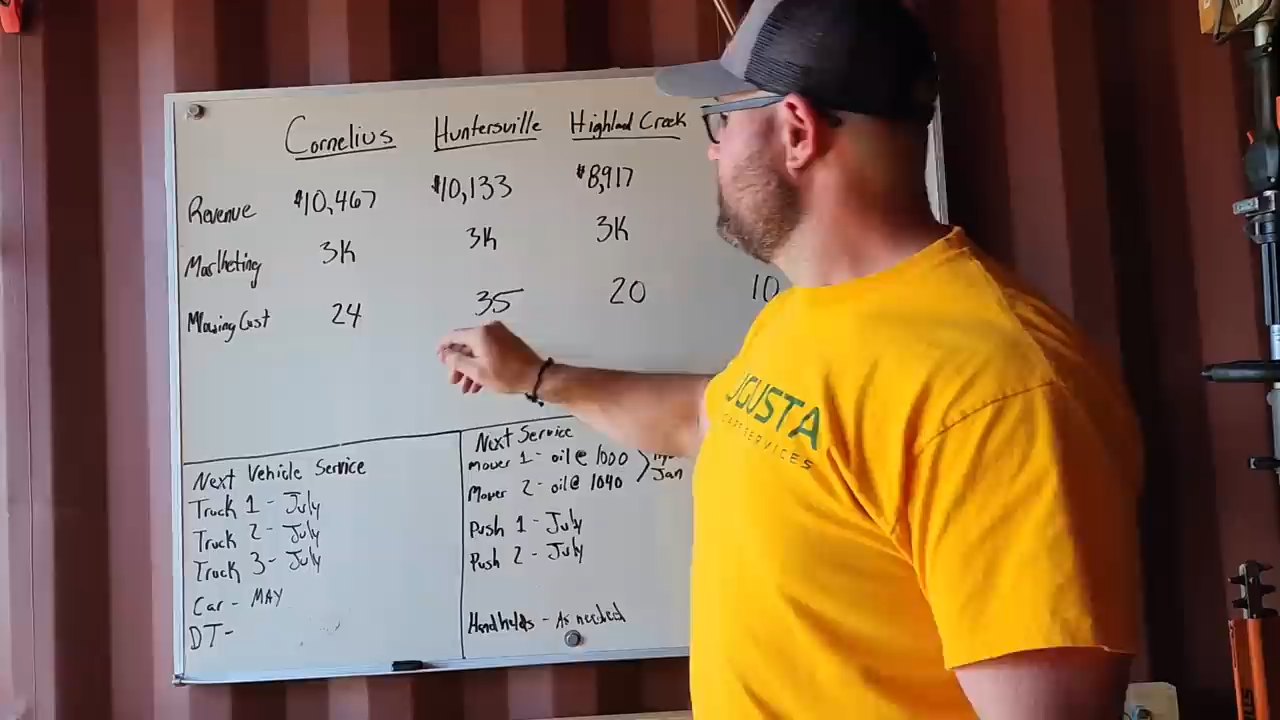 Cornelius Huntersville Highland Creek
Revenue $10,467 $10,133 $8,917
Marketing 3K 3K 3K
Mowing Cost 24 35 20 10
Next Vehicle Service
Truck 1 - July
Truck 2 - July
Truck 3 - July
Car - MAY
DT-
Next Service
Mower 1 - oil @ 1000
Mower 2 - oil @ 1040
Jan
Push 1 - July
Push 2 - July
Handhelds - As needed
UGUSTA
SERVICES